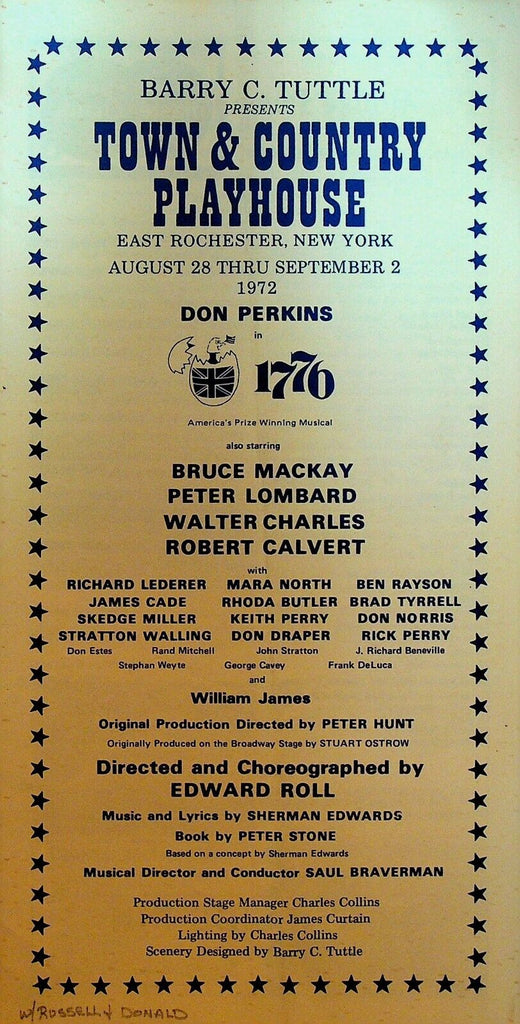 BARRY C. TUTTLE
PRESENTS
TOWN & COUNTRY
PLAYHOUSE
EAST ROCHESTER, NEW YORK
AUGUST 28 THRU SEPTEMBER 2
1972
DON PERKINS
in
1776
America's Prize Winning Musical
also starring
BRUCE MACKAY
PETER LOMBARD
WALTER CHARLES
ROBERT CALVERT
with
RICHARD LEDERER MARA NORTH BEN RAYSON
JAMES CADE RHODA BUTLER BRAD TYRRELL
SKEDGE MILLER KEITH PERRY DON NORRIS
STRATTON WALLING DON DRAPER RICK PERRY
Don Estes Rand Mitchell John Stratton J. Richard Beneville
Stephan Weyte George Cavey Frank DeLuca
and
William James
Original Production Directed by PETER HUNT
Originally Produced on the Broadway Stage by STUART OSTROW
Directed and Choreographed by
EDWARD ROLL
Music and Lyrics by SHERMAN EDWARDS
Book by PETER STONE
Based on a concept by Sherman Edwards
Musical Director and Conductor SAUL BRAVERMAN
Production Stage Manager Charles Collins
Production Coordinator James Curtain
Lighting by Charles Collins
Scenery Designed by Barry C. Tuttle
W/RUSSELL & DONALD